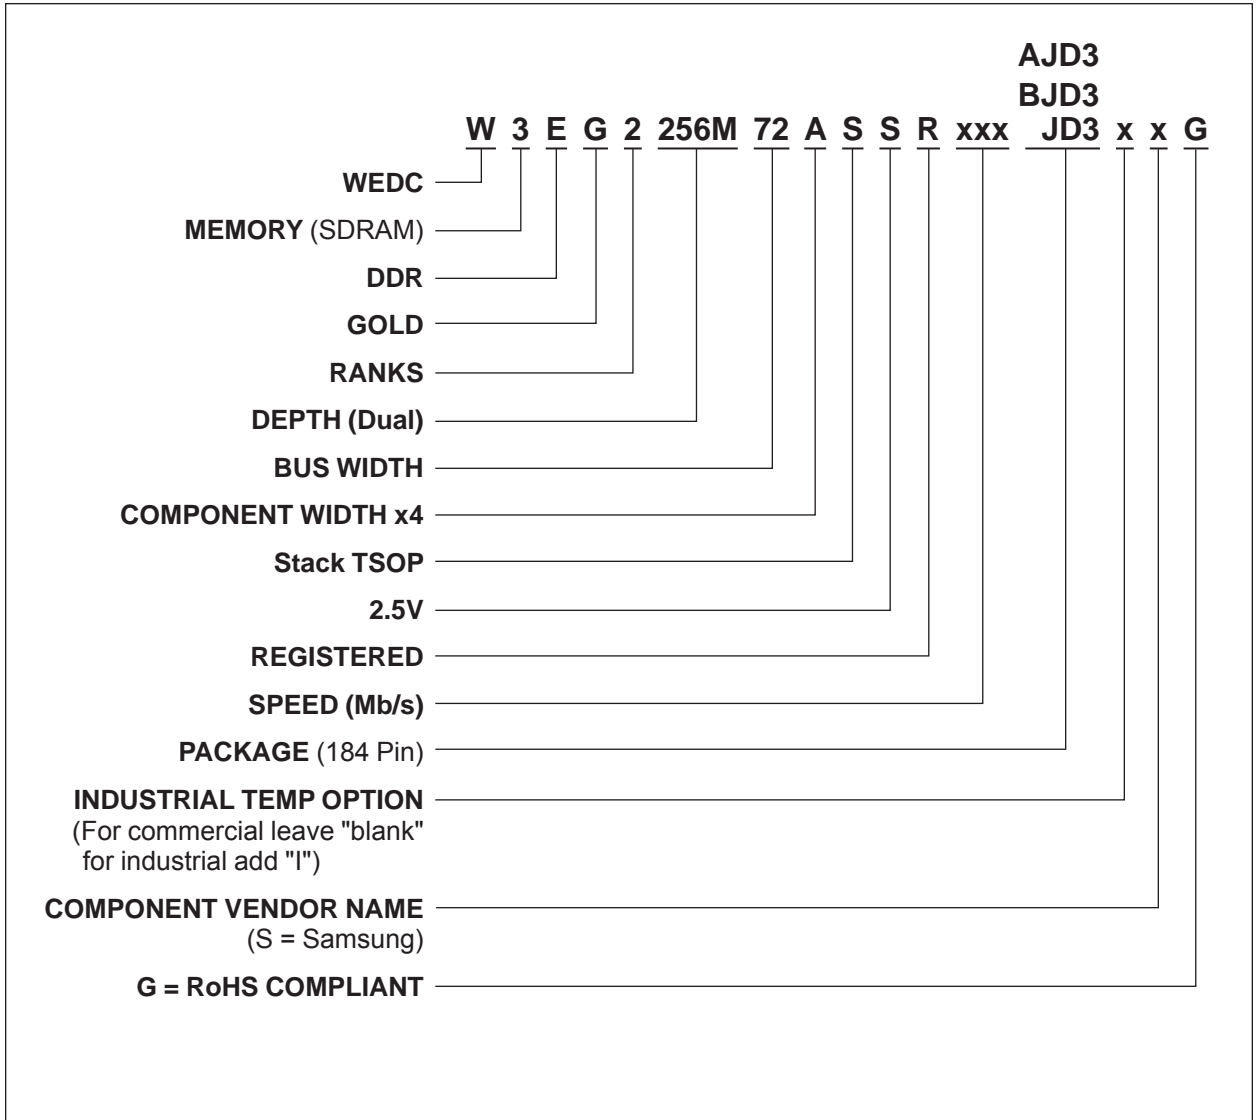 AJD3
BJD3
W 3 E G 2 256M 72 A S S R xxx JD3 x x G
WEDC
MEMORY (SDRAM)
DDR
GOLD
RANKS
DEPTH (Dual)
BUS WIDTH
COMPONENT WIDTH x4
Stack TSOP
2.5V
REGISTERED
SPEED (Mb/s)
PACKAGE (184 Pin)
INDUSTRIAL TEMP OPTION
(For commercial leave "blank"
for industrial add "I")
COMPONENT VENDOR NAME
(S = Samsung)
G = RoHS COMPLIANT